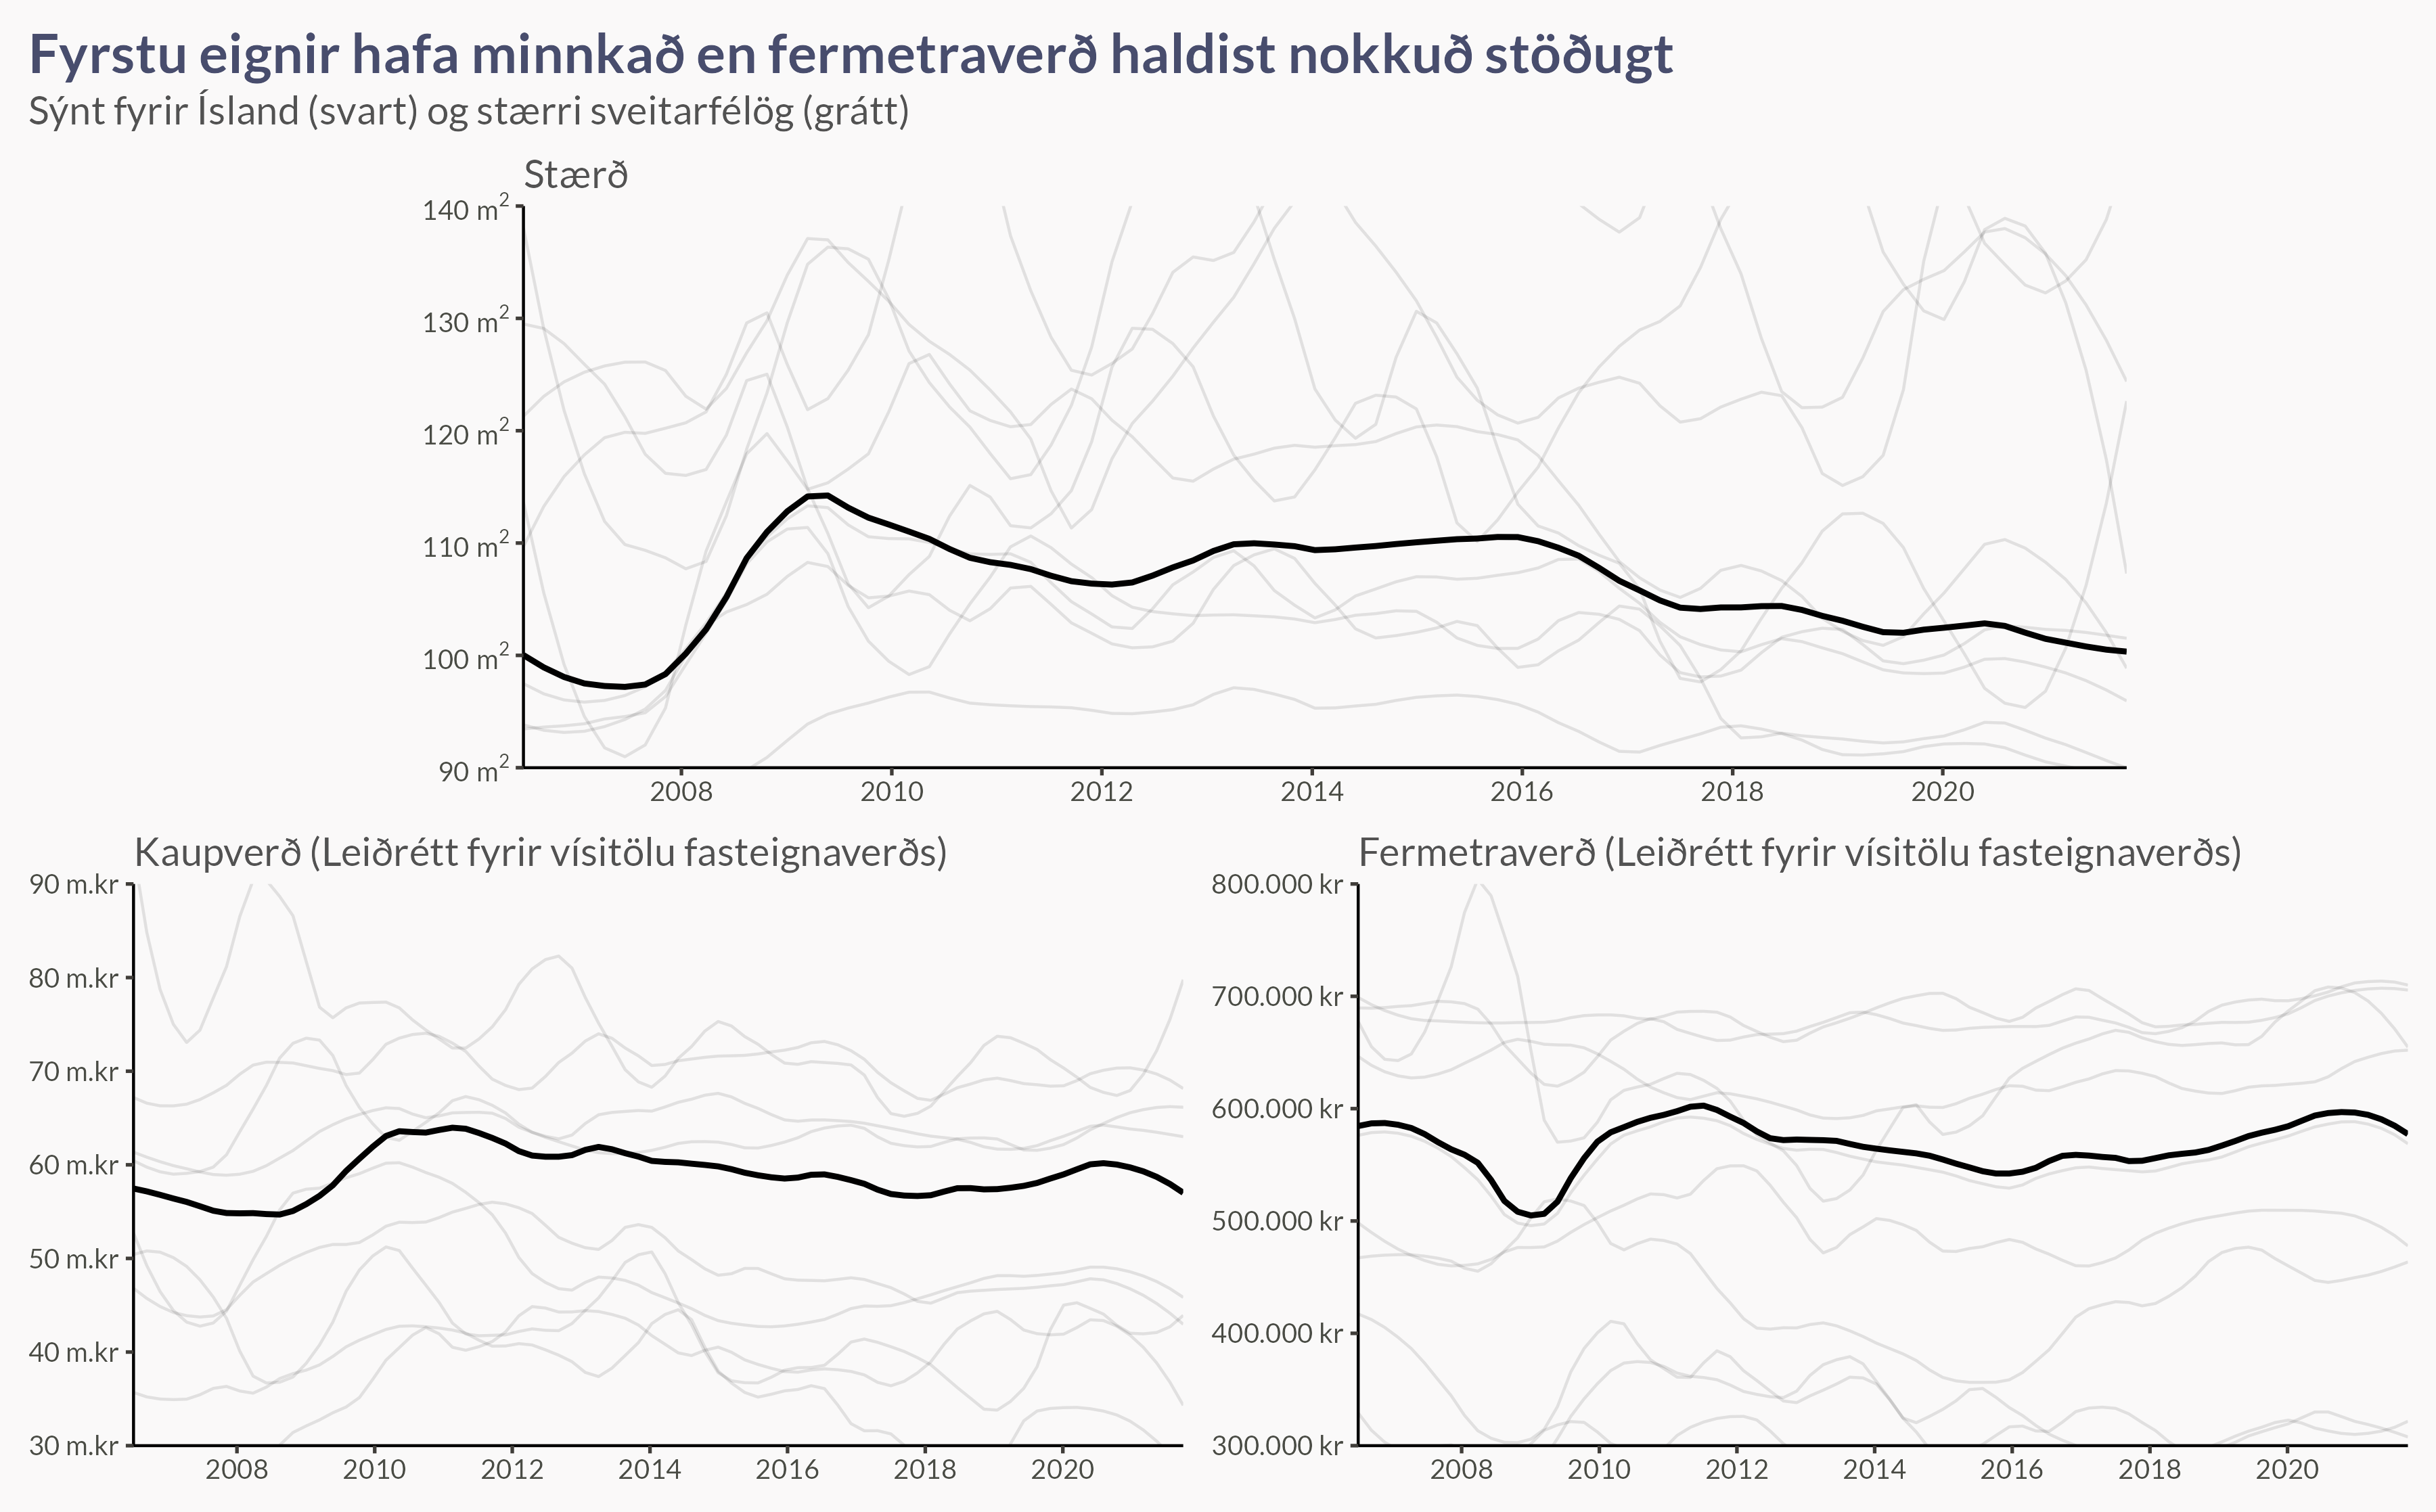 Fyrstu eignir hafa minnkað en fermetraverð haldist nokkuð stöðugt
Sýnt fyrir Ísland (svart) og stærri sveitarfélög (grátt)
Stærð
140 m²
130 m²
120 m²
110 m²
100 m²
90 m²
2008 2010 2012 2014 2016 2018 2020
Kaupverð (Leiðrétt fyrir vísitölu fasteignaverðs)
90 m.kr
80 m.kr
70 m.kr
60 m.kr
50 m.kr
40 m.kr
30 m.kr
2008 2010 2012 2014 2016 2018 2020
Fermetraverð (Leiðrétt fyrir vísitölu fasteignaverðs)
800.000 kr
700.000 kr
600.000 kr
500.000 kr
400.000 kr
300.000 kr
2008 2010 2012 2014 2016 2018 2020